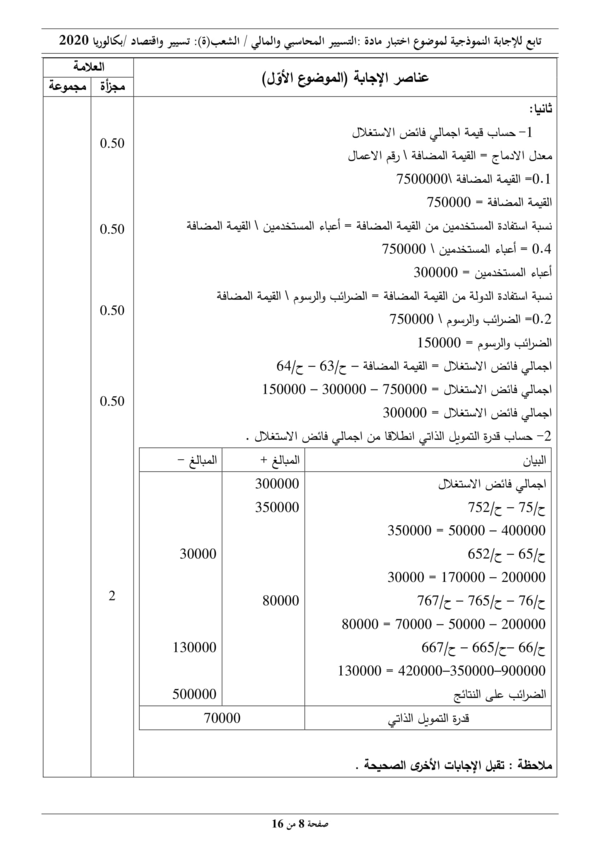 تابع للإجابة النموذجية لموضوع اختبار مادة :التسيير المحاسبي والمالي / الشعب(ة): تسيير واقتصاد /بكالوريا 2020
العلامة
عناصر الإجابة (الموضوع الأوّل)
مجموعة مجزأة
ثانيا:
1- حساب قيمة اجمالي فائض الاستغلال
0.50
معدل الادماج = القيمة المضافة \ رقم الاعمال
0.1= القيمة المضافة \7500000
القيمة المضافة = 750000
نسبة استفادة المستخدمين من القيمة المضافة = أعباء المستخدمين \ القيمة المضافة
0.50
0.4 = أعباء المستخدمين \ 750000
أعباء المستخدمين = 300000
نسبة استفادة الدولة من القيمة المضافة = الضرائب والرسوم \ القيمة المضافة
0.50
0.2= الضرائب والرسوم \ 750000
الضرائب والرسوم = 150000
اجمالي فائض الاستغلال = القيمة المضافة – ح/63 – ح/64
اجمالي فائض الاستغلال = 750000 – 300000 – 150000
0.50
اجمالي فائض الاستغلال = 300000
2- حساب قدرة التمويل الذاتي انطلاقا من اجمالي فائض الاستغلال .
البيان المبالغ + المبالغ –
اجمالي فائض الاستغلال 300000
ح/75 – ح/752 350000
400000 – 50000 = 350000
ح/65 – ح/652 30000
200000 – 170000 = 30000
ح/76 – ح/765 – ح/767 80000
2
200000 – 50000 – 70000 = 80000
ح/66 –ح/665 – ح/667 130000
900000–350000–420000 = 130000
الضرائب على النتائج 500000
قدرة التمويل الذاتي 70000
ملاحظة : تقبل الإجابات الأخرى الصحيحة .
صفحة 8 من 16